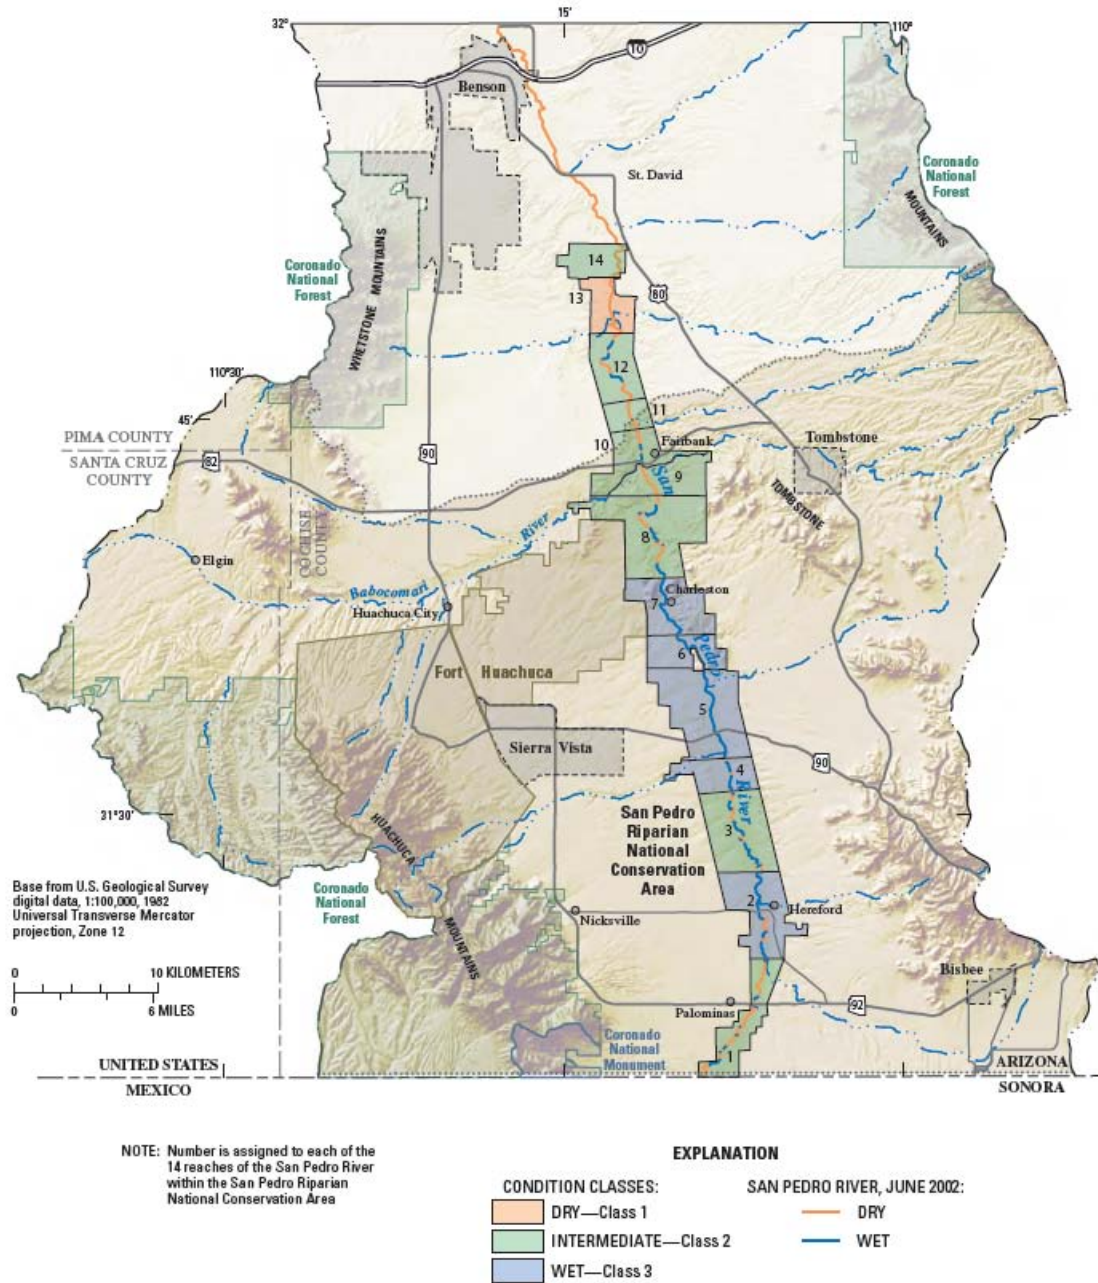 32°
15'
110°
10
Benson
St. David
Coronado
National
Forest
MOUNTAINS
Coronado
National
Forest
WHETSTONE MOUNTAINS
14
13
80
12
110°30'
45'
11
10
Fairbank
Tombstone
PIMA COUNTY
SANTA CRUZ
COUNTY
82
90
San
9
TOMBSTONE
COCHISE
COUNTY
River
8
Elgin
Babocomari
Huachuca City
7
Charleston
Pedro
6
Fort Huachuca
5
Sierra Vista
90
4
River
31°30'
San Pedro
Riparian
National
Conservation
Area
3
HUACHUCA
MOUNTAINS
Coronado
National
Forest
2
Hereford
Nicksville
Base from U.S. Geological Survey
digital data, 1:100,000, 1982
Universal Transverse Mercator
projection, Zone 12
0 10 KILOMETERS
0 6 MILES
Bisbee
Palominas
92
1
Coronado
National
Monument
UNITED STATES
MEXICO
ARIZONA
SONORA
NOTE: Number is assigned to each of the
14 reaches of the San Pedro River
within the San Pedro Riparian
National Conservation Area
EXPLANATION
CONDITION CLASSES:
DRY—Class 1
INTERMEDIATE—Class 2
WET—Class 3
SAN PEDRO RIVER, JUNE 2002:
DRY
WET